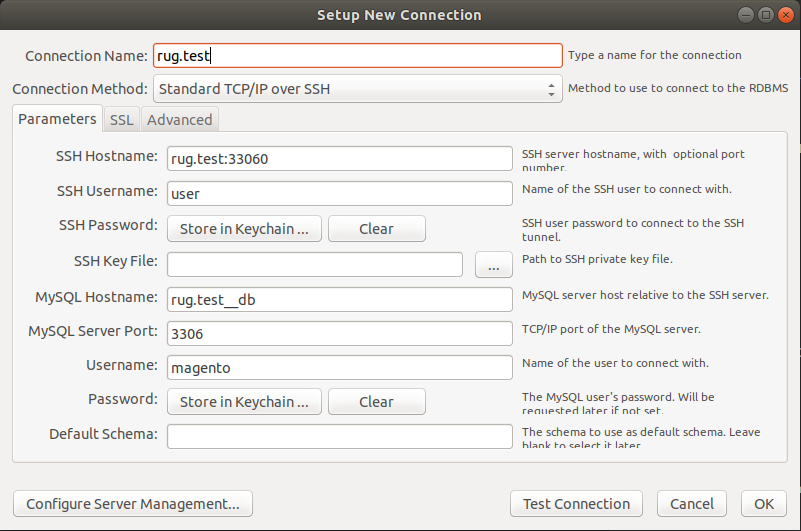 Setup New Connection
Connection Name: rug.test Type a name for the connection
Connection Method: Standard TCP/IP over SSH Method to use to connect to the RDBMS
Parameters SSL Advanced
SSH Hostname: rug.test:33060 SSH server hostname, with optional port
number.
SSH Username: user Name of the SSH user to connect with.
SSH Password: Store in Keychain ... Clear SSH user password to connect to the SSH
tunnel.
SSH Key File: ... Path to SSH private key file.
MySQL Hostname: rug.test__db MySQL server host relative to the SSH server.
MySQL Server Port: 3306 TCP/IP port of the MySQL server.
Username: magento Name of the user to connect with.
Password: Store in Keychain ... Clear The MySQL user's password. Will be
requested later if not set.
Default Schema: The schema to use as default schema. Leave
blank to select it later.
Configure Server Management... Test Connection Cancel OK